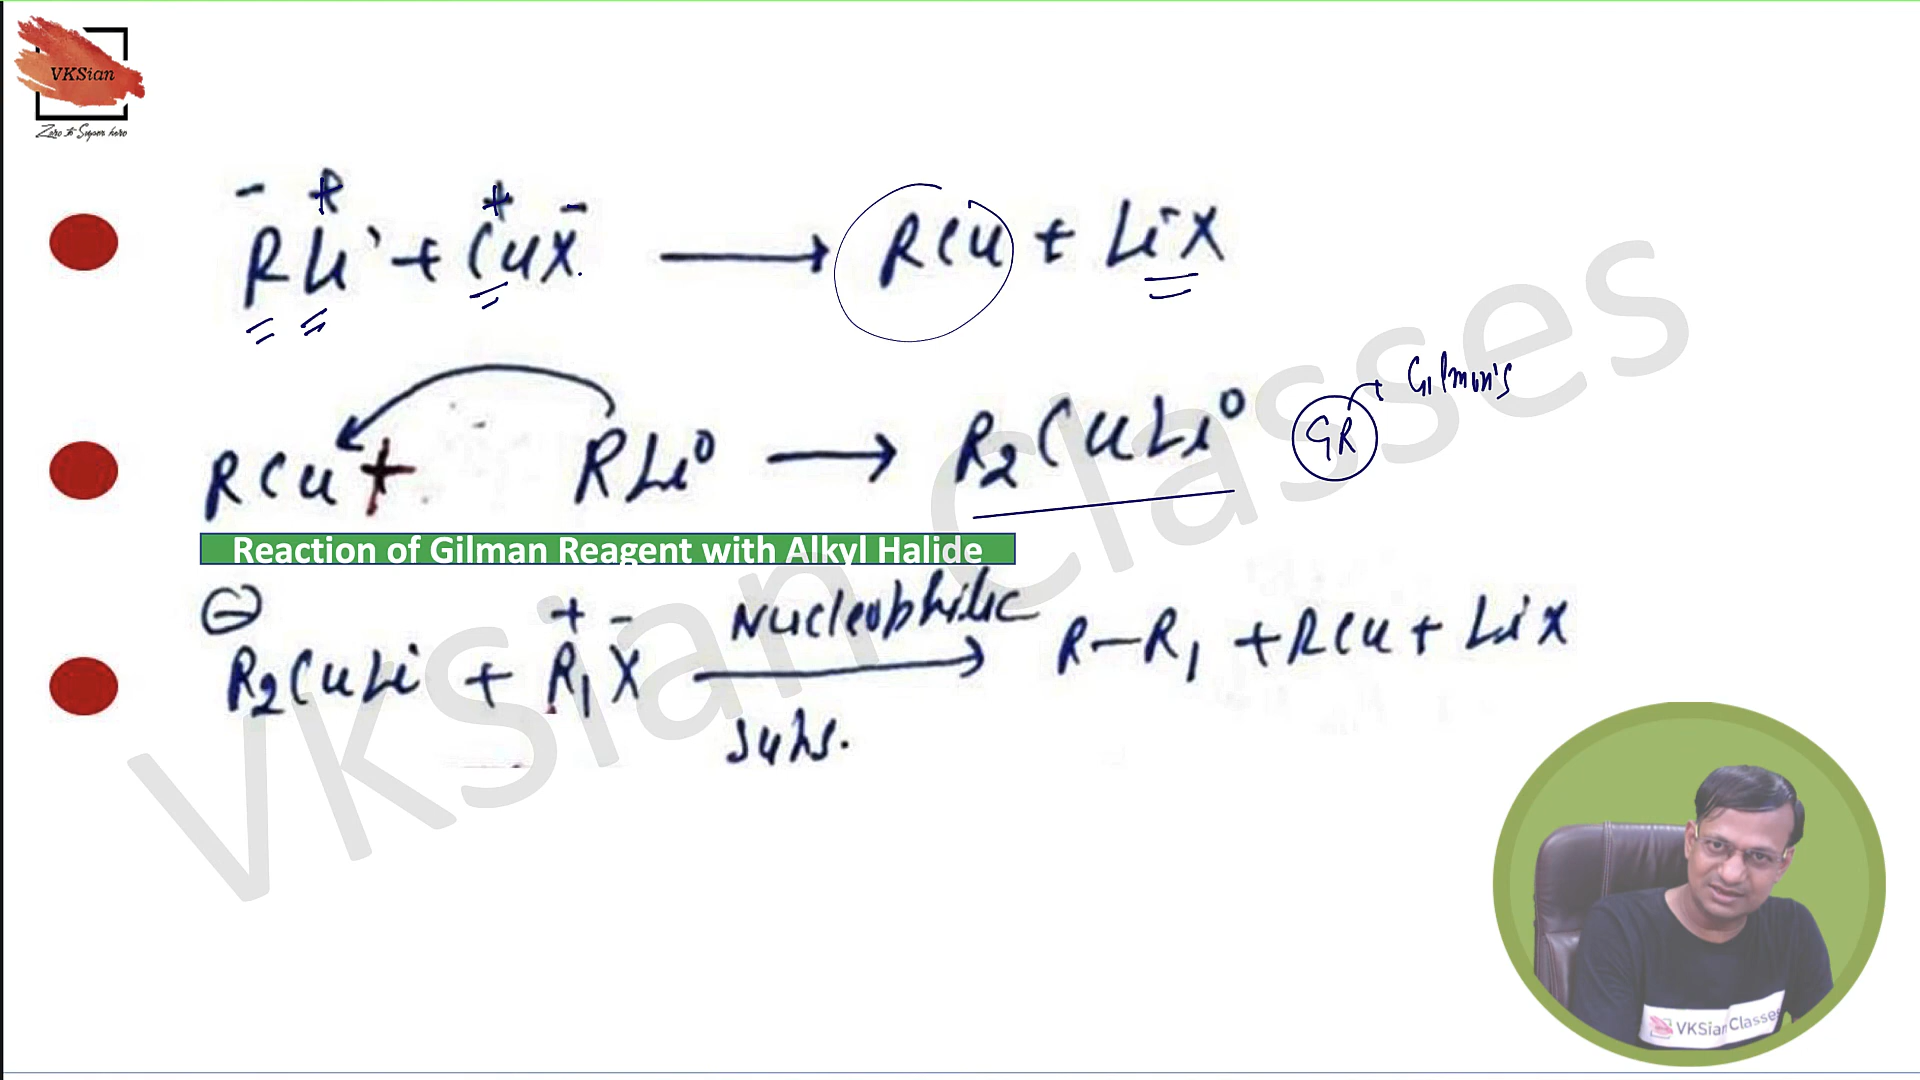 VKSian
Zero to Super hero
- + + -
RLi + CuX ⟶ RCu + LiX
Gilman's
RCu + RLi ⟶ R₂CuLi GR
Reaction of Gilman Reagent with Alkyl Halide
⊖ + - Nucleophilic
R₂CuLi + R₁X ⟶ R-R₁ + RCu + LiX
subs.
VKSian Classes
VKSian Classes